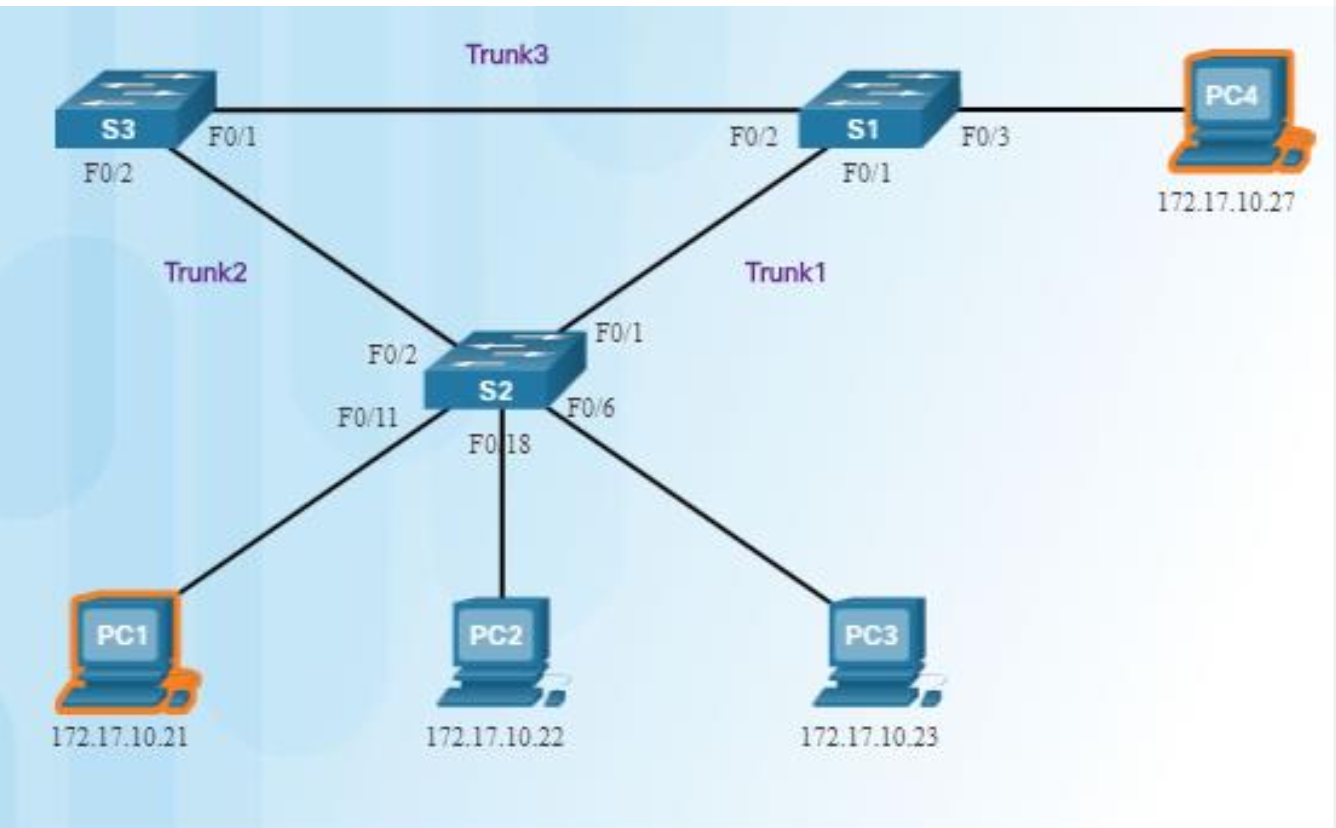 Trunk3
PC4
S3
S1
F0/1
F0/2
F0/3
F0/2
F0/1
172.17.10.27
Trunk2
Trunk1
F0/1
F0/2
S2
F0/11
F0/6
F0/18
PC1
PC2
PC3
172.17.10.21
172.17.10.22
172.17.10.23